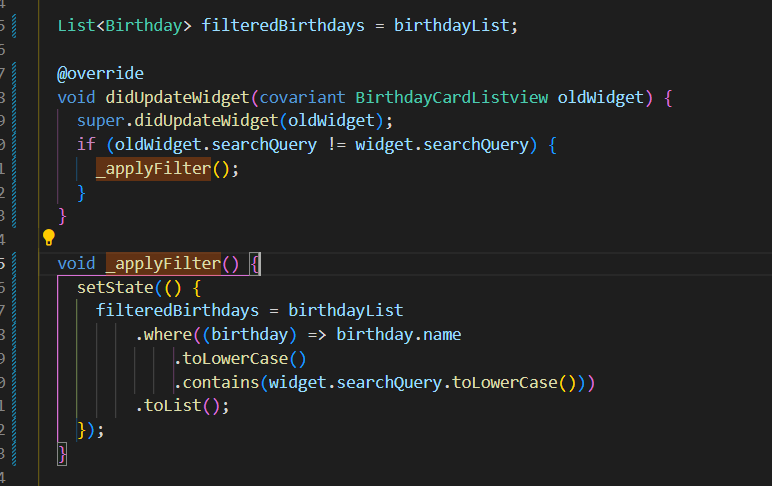 List<Birthday> filteredBirthdays = birthdayList;
@override
void didUpdateWidget(covariant BirthdayCardListview oldWidget) {
super.didUpdateWidget(oldWidget);
if (oldWidget.searchQuery != widget.searchQuery) {
_applyFilter();
}
}
void _applyFilter() {
setState(() {
filteredBirthdays = birthdayList
.where((birthday) => birthday.name
.toLowerCase()
.contains(widget.searchQuery.toLowerCase()))
.toList();
});
}